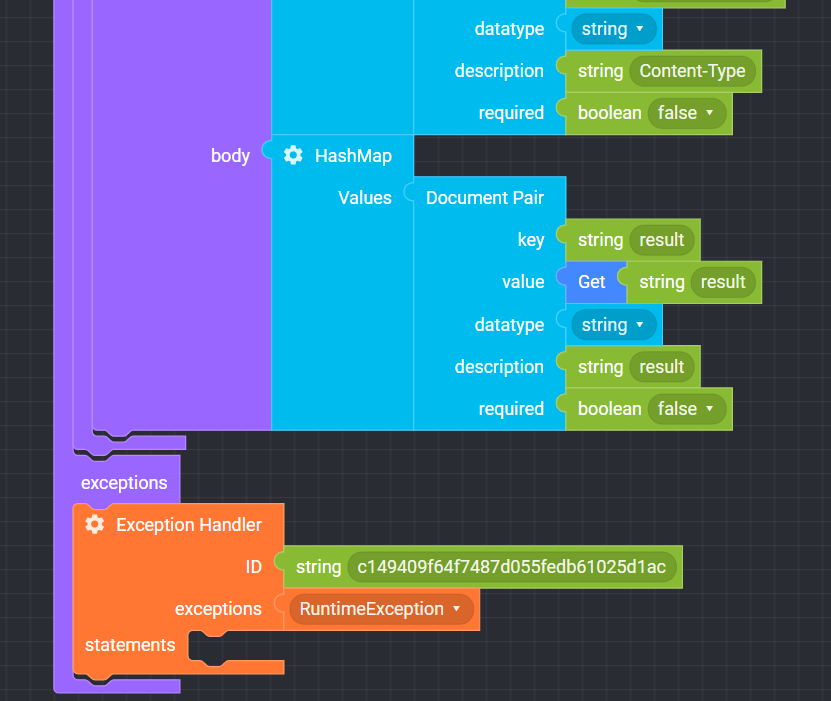 datatype string
description string Content-Type
required boolean false
body HashMap
Values Document Pair
key string result
value Get string result
datatype string
description string result
required boolean false
exceptions
Exception Handler
ID string c149409f64f7487d055fedb61025d1ac
exceptions RuntimeException
statements